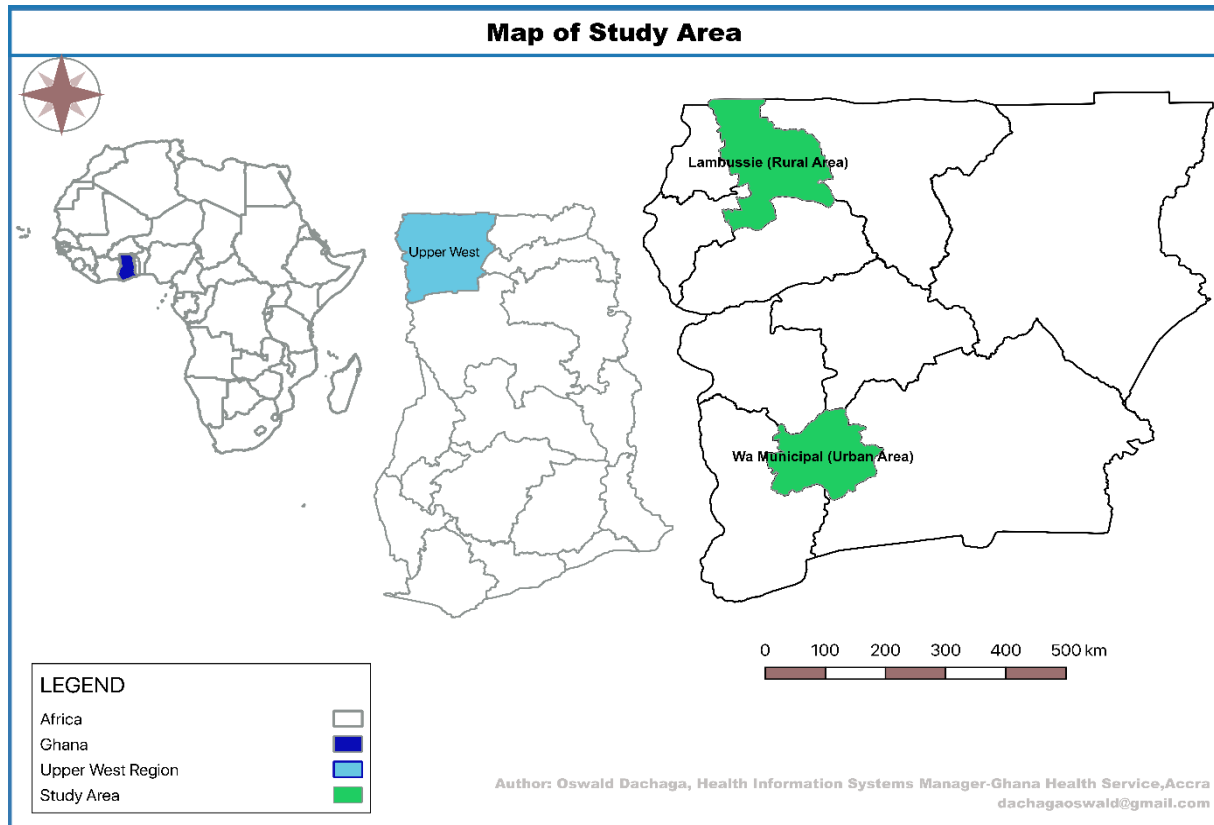 Map of Study Area
Lambussie (Rural Area)
Upper West
Wa Municipal (Urban Area)
0 100 200 300 400 500 km
LEGEND
Africa
Ghana
Upper West Region
Study Area
Author: Oswald Dachaga, Health Information Systems Manager-Ghana Health Service,Accra
dachagaoswald@gmail.com